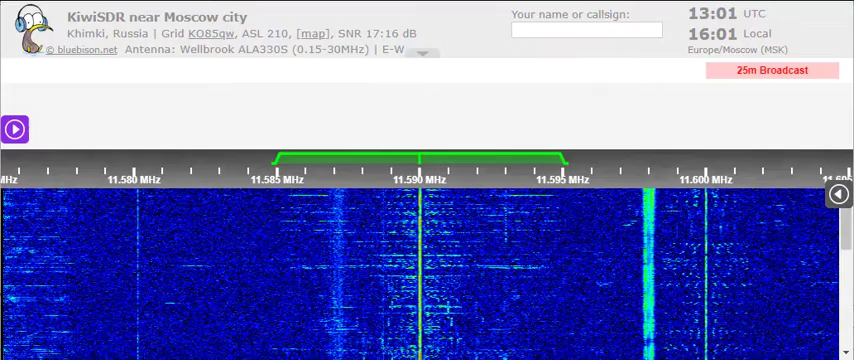 KiwiSDR near Moscow city
Khimki, Russia | Grid KO85qw, ASL 210, [map], SNR 17:16 dB
© bluebison.net Antenna: Wellbrook ALA330S (0.15-30MHz) | E-W
Your name or callsign:
13:01 UTC
16:01 Local
Europe/Moscow (MSK)
25m Broadcast
MHz 11.580 MHz 11.585 MHz 11.590 MHz 11.595 MHz 11.600 MHz